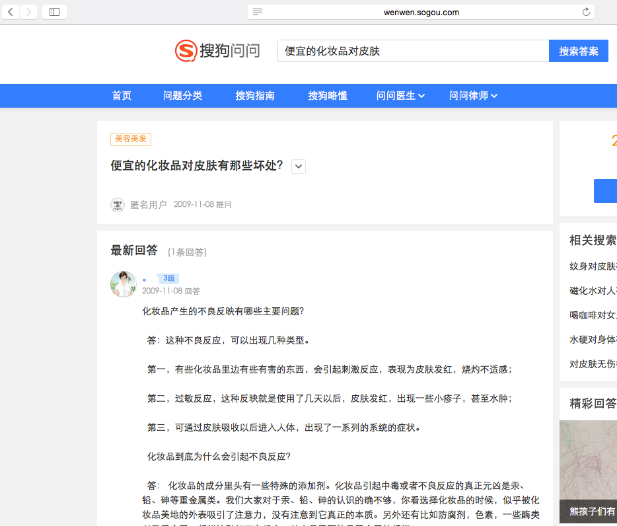 wenwen.sogou.com
搜狗问问
便宜的化妆品对皮肤
搜索答案
首页 问题分类 搜狗指南 搜狗略懂 问问医生 问问律师
美容美发
便宜的化妆品对皮肤有那些坏处?
匿名用户 2009-11-08 提问
最新回答 (1条回答)
3级
2009-11-08 回答
化妆品产生的不良反映有哪些主要问题?
答：这种不良反应，可以出现几种类型。
第一，有些化妆品里边有些有害的东西，会引起刺激反应，表现为皮肤发红，烧灼不适感；
第二，过敏反应，这种反映就是使用了几天以后，皮肤发红，出现一些小疹子，甚至水肿；
第三，可通过皮肤吸收以后进入人体，出现了一系列的系统的症状。
化妆品到底为什么会引起不良反应?
答： 化妆品的成分里头有一些特殊的添加剂。化妆品引起中毒或者不良反应的真正元凶是汞、
铅、砷等重金属类。我们大家对于汞、铅、砷的认识的确不够，你看选择化妆品的时候，似乎被化
妆品美地的外表吸引了注意力，没有注意到它真正的本质。另外还有比如防腐剂，色素，一些酶类
相关搜索
纹身对皮肤
磁化水对人
喝咖啡对女
水硬对身体
对皮肤无伤
精彩回答
熊孩子们有